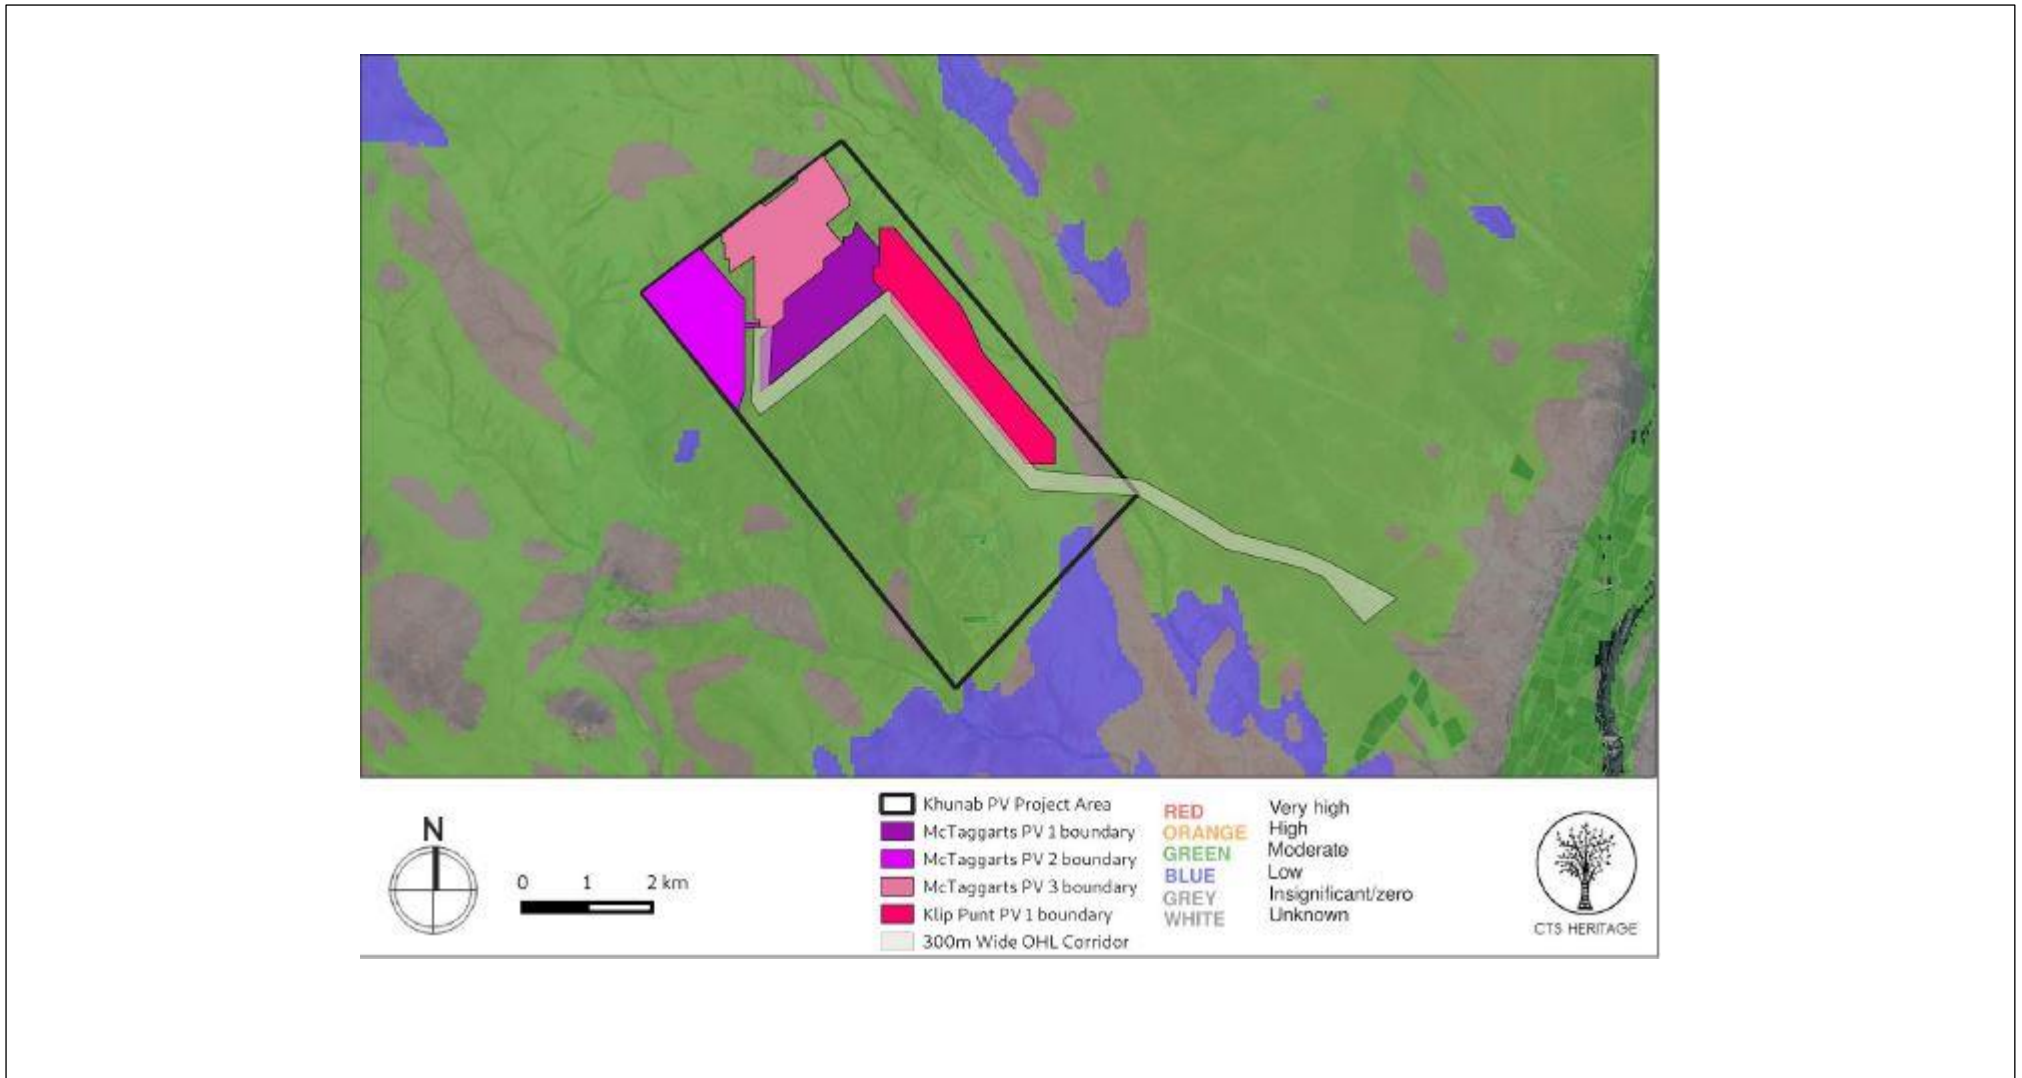 N
0 1 2 km
Khunab PV Project Area
McTaggarts PV 1 boundary
McTaggarts PV 2 boundary
McTaggarts PV 3 boundary
Klip Punt PV 1 boundary
300m Wide OHL Corridor
RED Very high
ORANGE High
GREEN Moderate
BLUE Low
GREY Insignificant/zero
WHITE Unknown
CTS HERITAGE